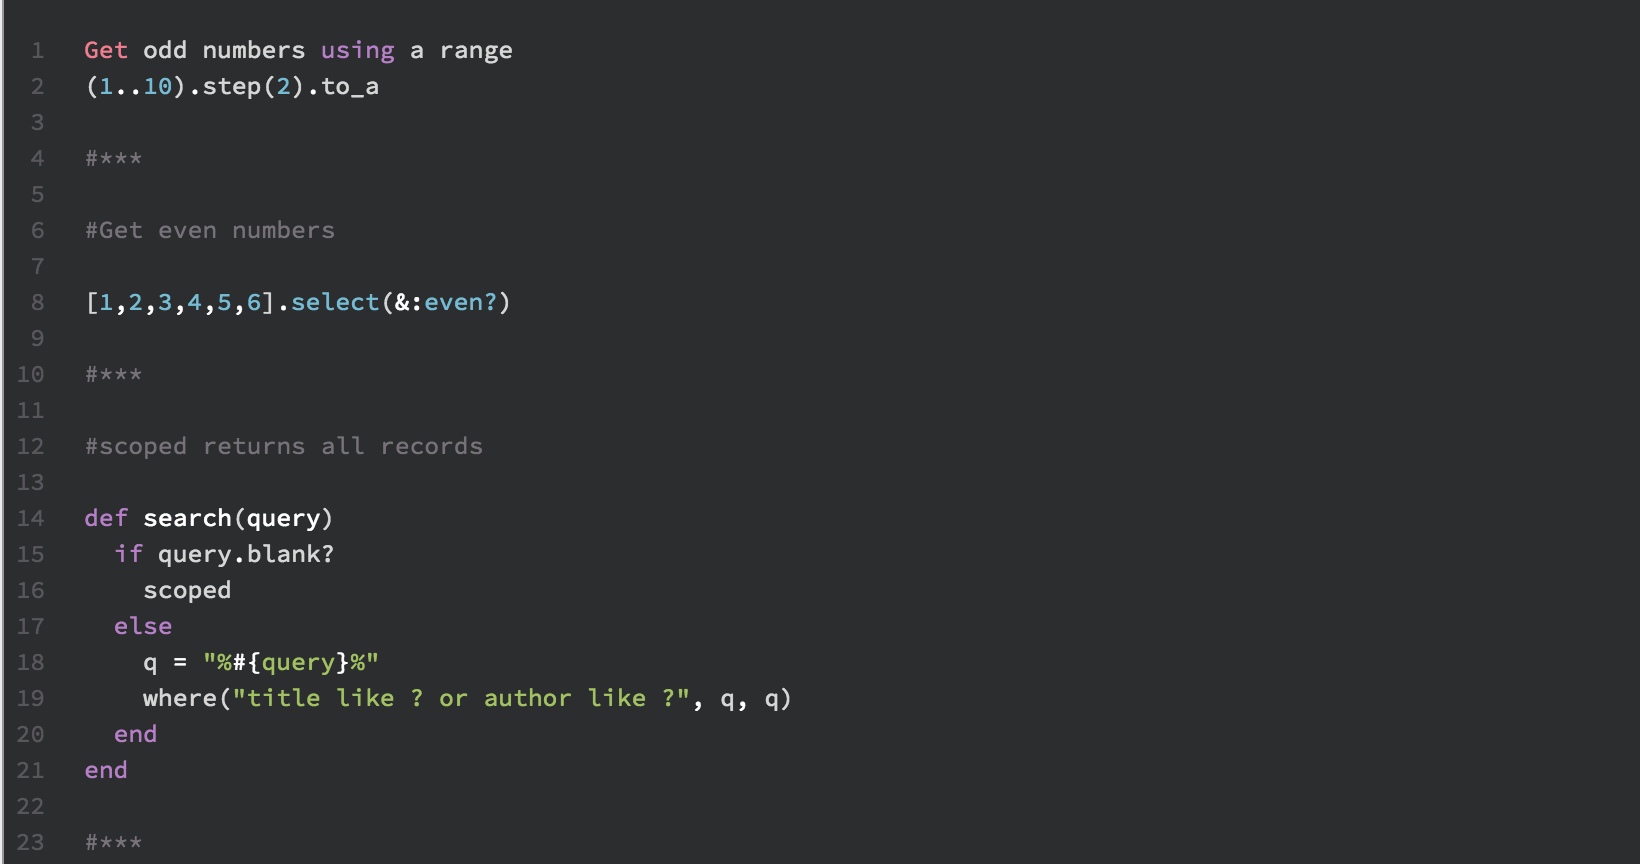 1 Get odd numbers using a range
2 (1..10).step(2).to_a
3
4 #***
5
6 #Get even numbers
7
8 [1,2,3,4,5,6].select(&:even?)
9
10 #***
11
12 #scoped returns all records
13
14 def search(query)
15   if query.blank?
16     scoped
17   else
18     q = "%#{query}%"
19     where("title like ? or author like ?", q, q)
20   end
21 end
22
23 #***